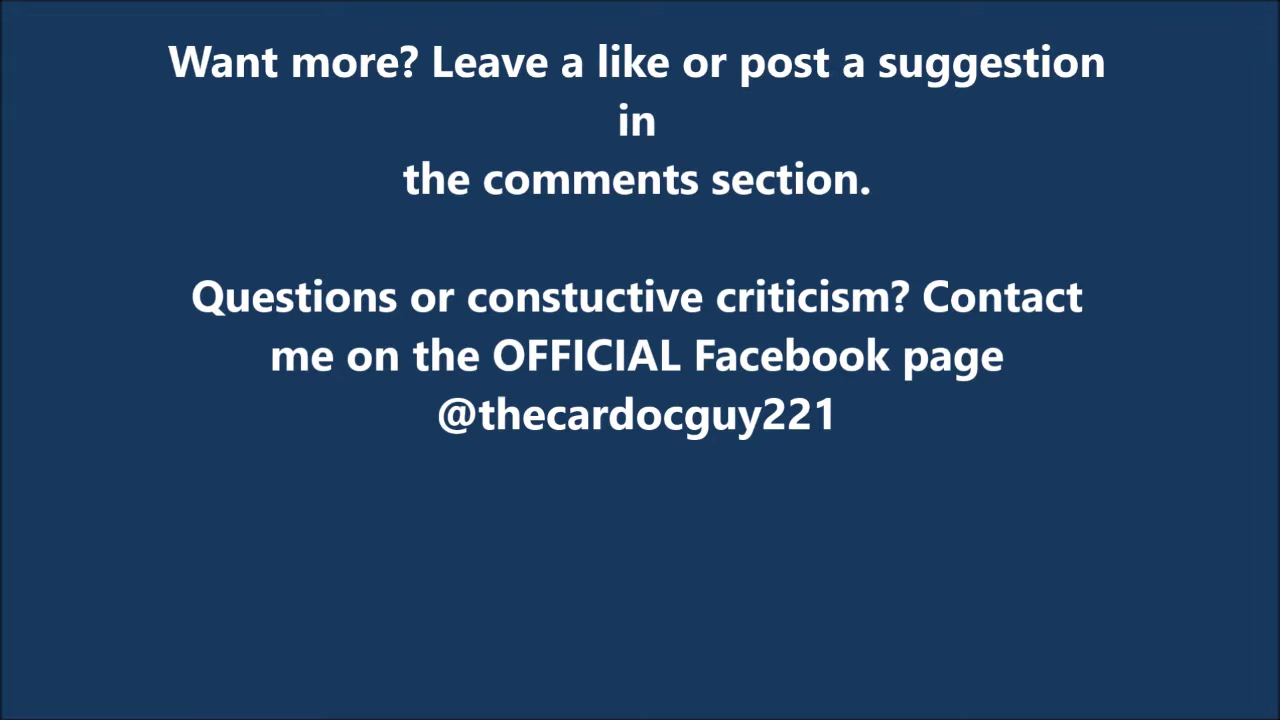 Want more? Leave a like or post a suggestion
in
the comments section.
Questions or constuctive criticism? Contact
me on the OFFICIAL Facebook page
@thecardocguy221